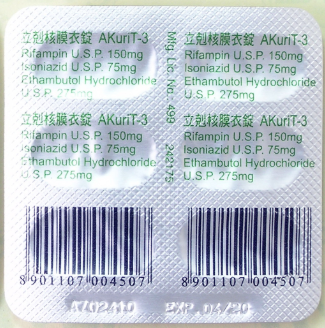 立剋核膜衣錠 AKuriT-3
Rifampin U.S.P. 150mg
Isoniazid U.S.P. 75mg
Ethambutol Hydrochloride
U.S.P. 275mg
立剋核膜衣錠 AKuriT-3
Rifampin U.S.P. 150mg
Isoniazid U.S.P. 75mg
Ethambutol Hydrochloride
U.S.P. 275mg
Mfg. Lic. No. 499 202175
立剋核膜衣錠 AKuriT-3
Rifampin U.S.P. 150mg
Isoniazid U.S.P. 75mg
Ethambutol Hydrochloride
U.S.P. 275mg
立剋核膜衣錠 AKuriT-3
Rifampin U.S.P. 150mg
Isoniazid U.S.P. 75mg
Ethambutol Hydrochloride
U.S.P. 275mg
8 901107 004507
8 901107 004507
EXP. 04/20